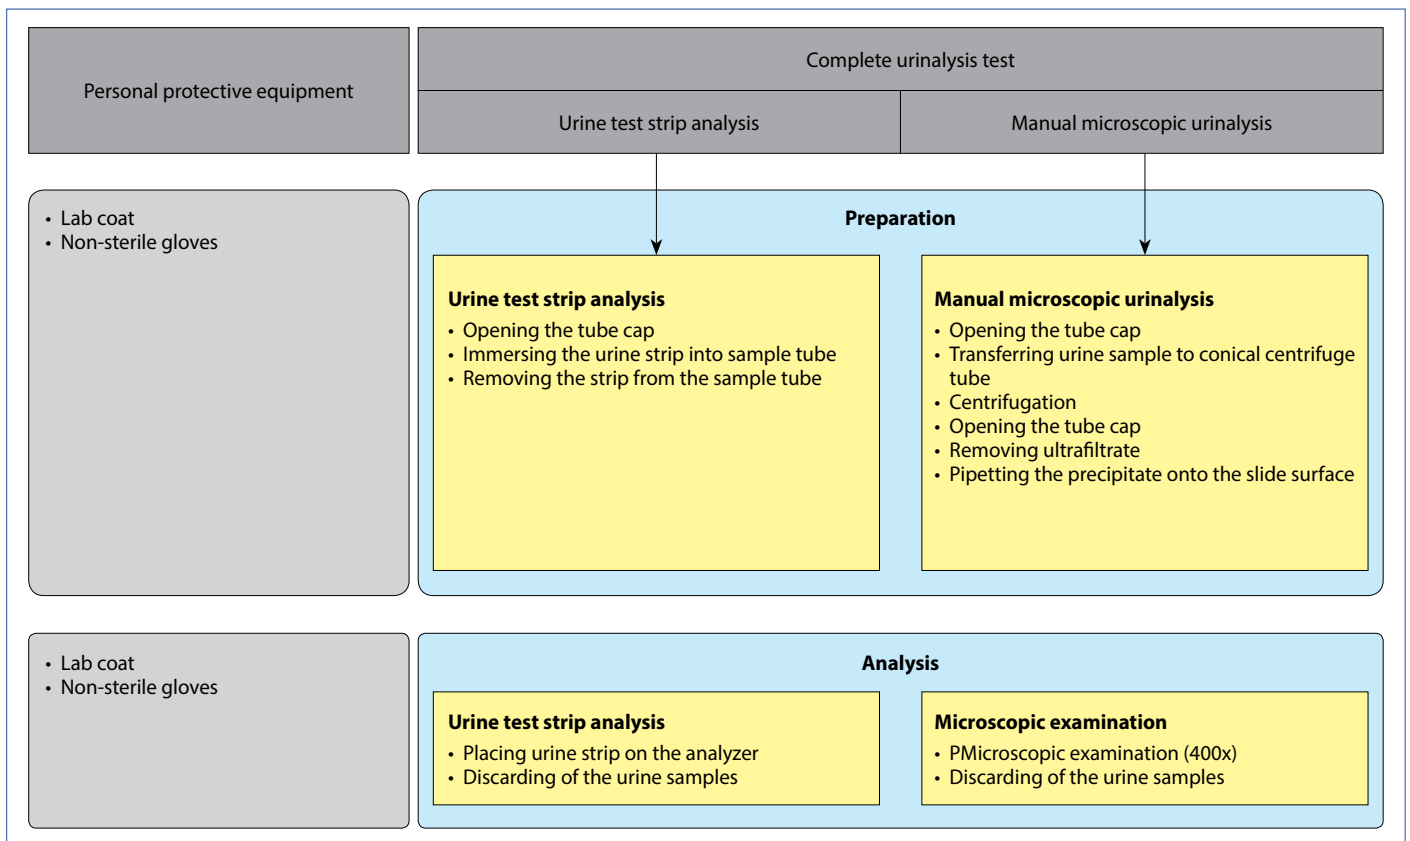 Personal protective equipment
Complete urinalysis test
Urine test strip analysis
Manual microscopic urinalysis
• Lab coat
• Non-sterile gloves
Preparation
Urine test strip analysis
• Opening the tube cap
• Immersing the urine strip into sample tube
• Removing the strip from the sample tube
Manual microscopic urinalysis
• Opening the tube cap
• Transferring urine sample to conical centrifuge
tube
• Centrifugation
• Opening the tube cap
• Removing ultrafiltrate
• Pipetting the precipitate onto the slide surface
• Lab coat
• Non-sterile gloves
Analysis
Urine test strip analysis
• Placing urine strip on the analyzer
• Discarding of the urine samples
Microscopic examination
• PMicroscopic examination (400x)
• Discarding of the urine samples